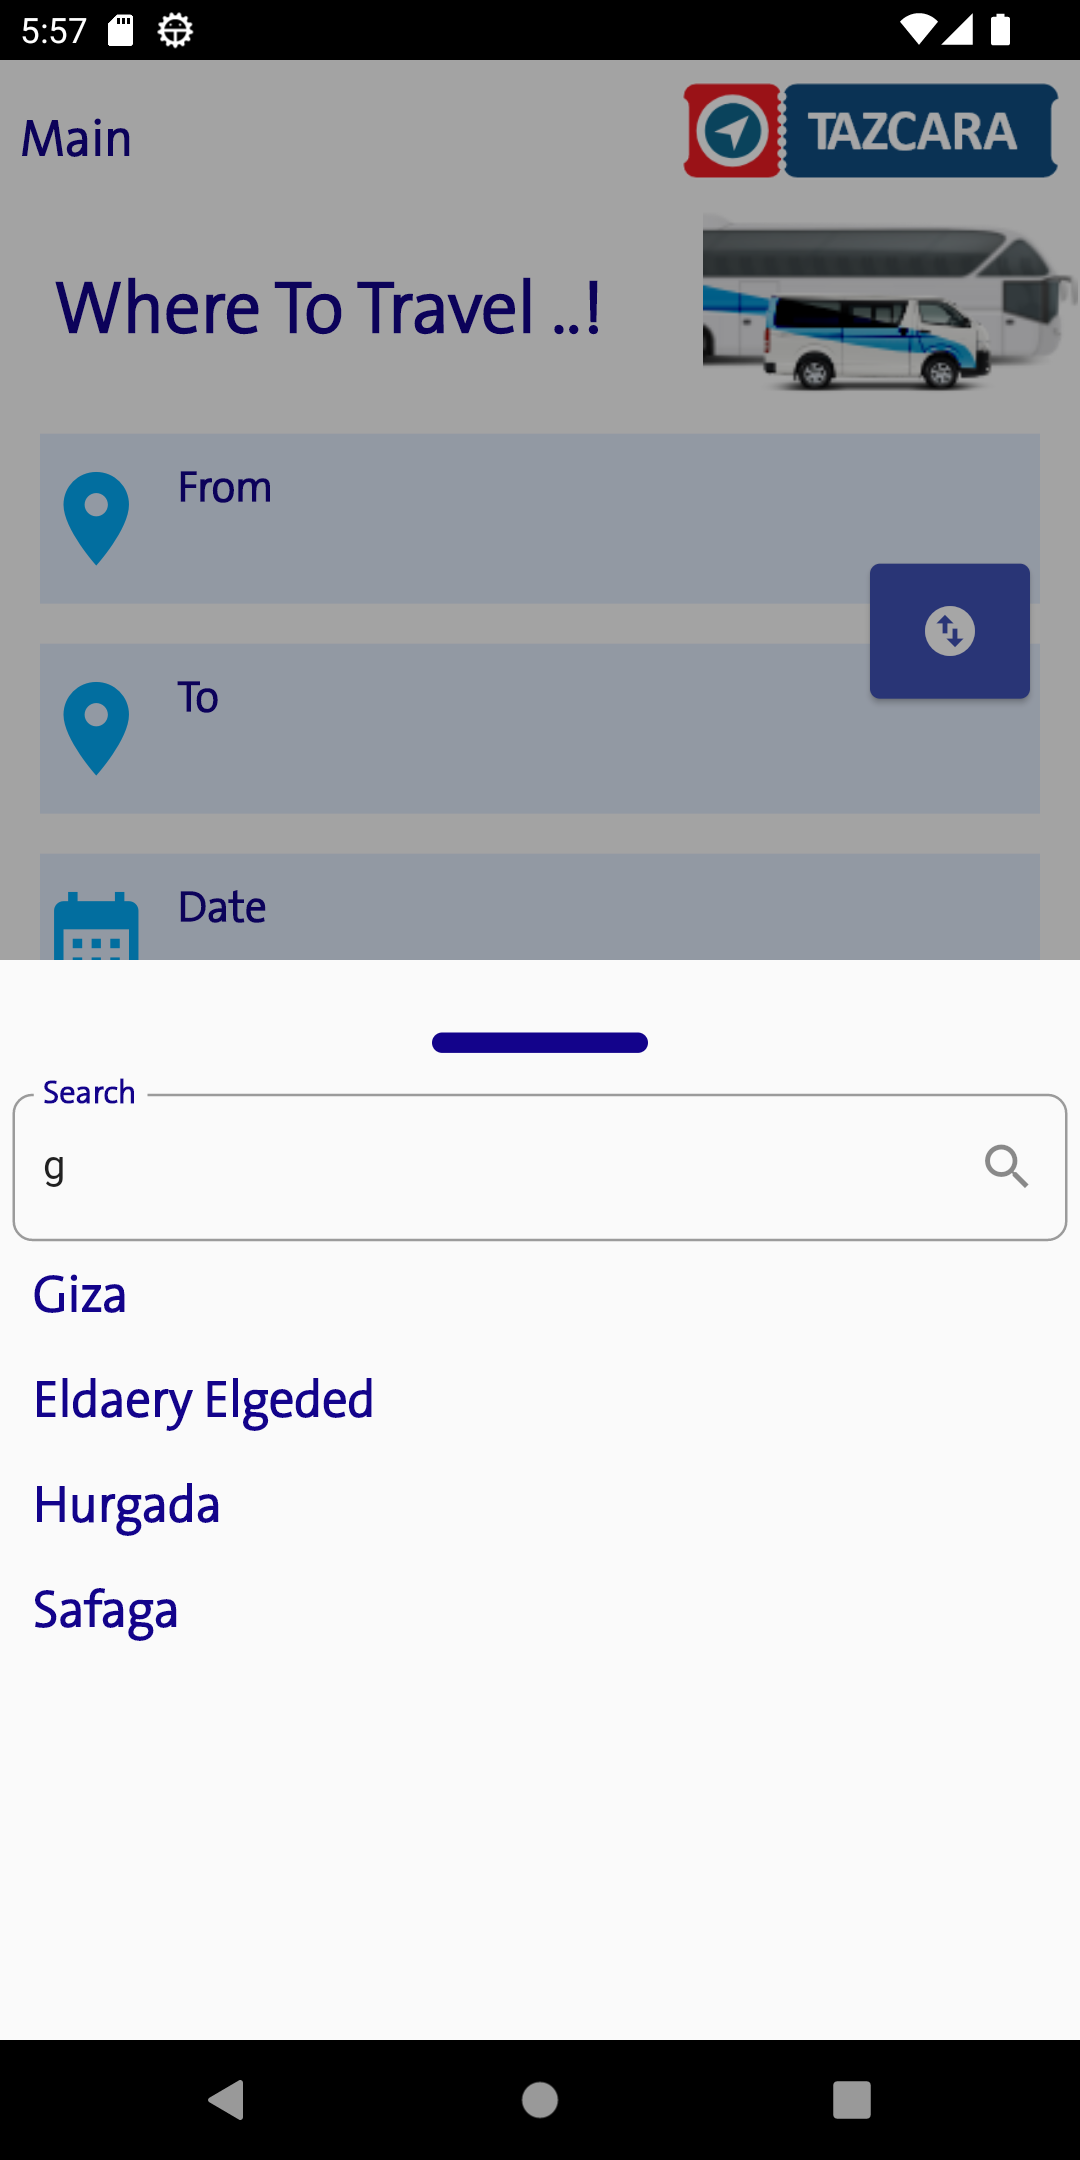 5:57
Main
TAZCARA
Where To Travel ..!
From
To
Date
Search
g
Giza
Eldaery Elgeded
Hurgada
Safaga